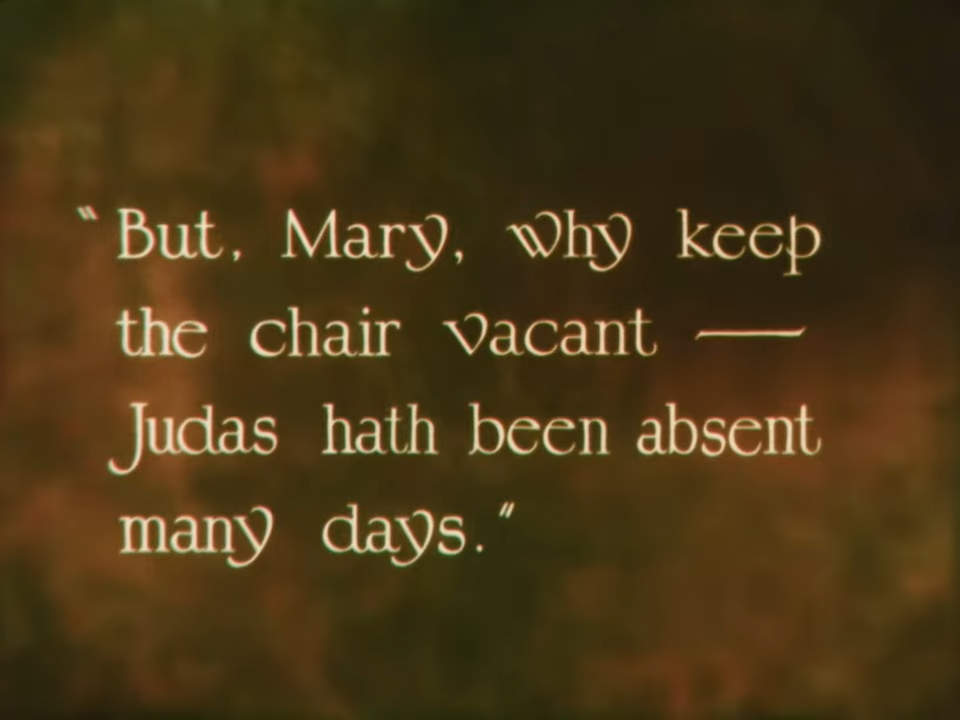 "But, Mary, why keep
the chair vacant —
Judas hath been absent
many days."